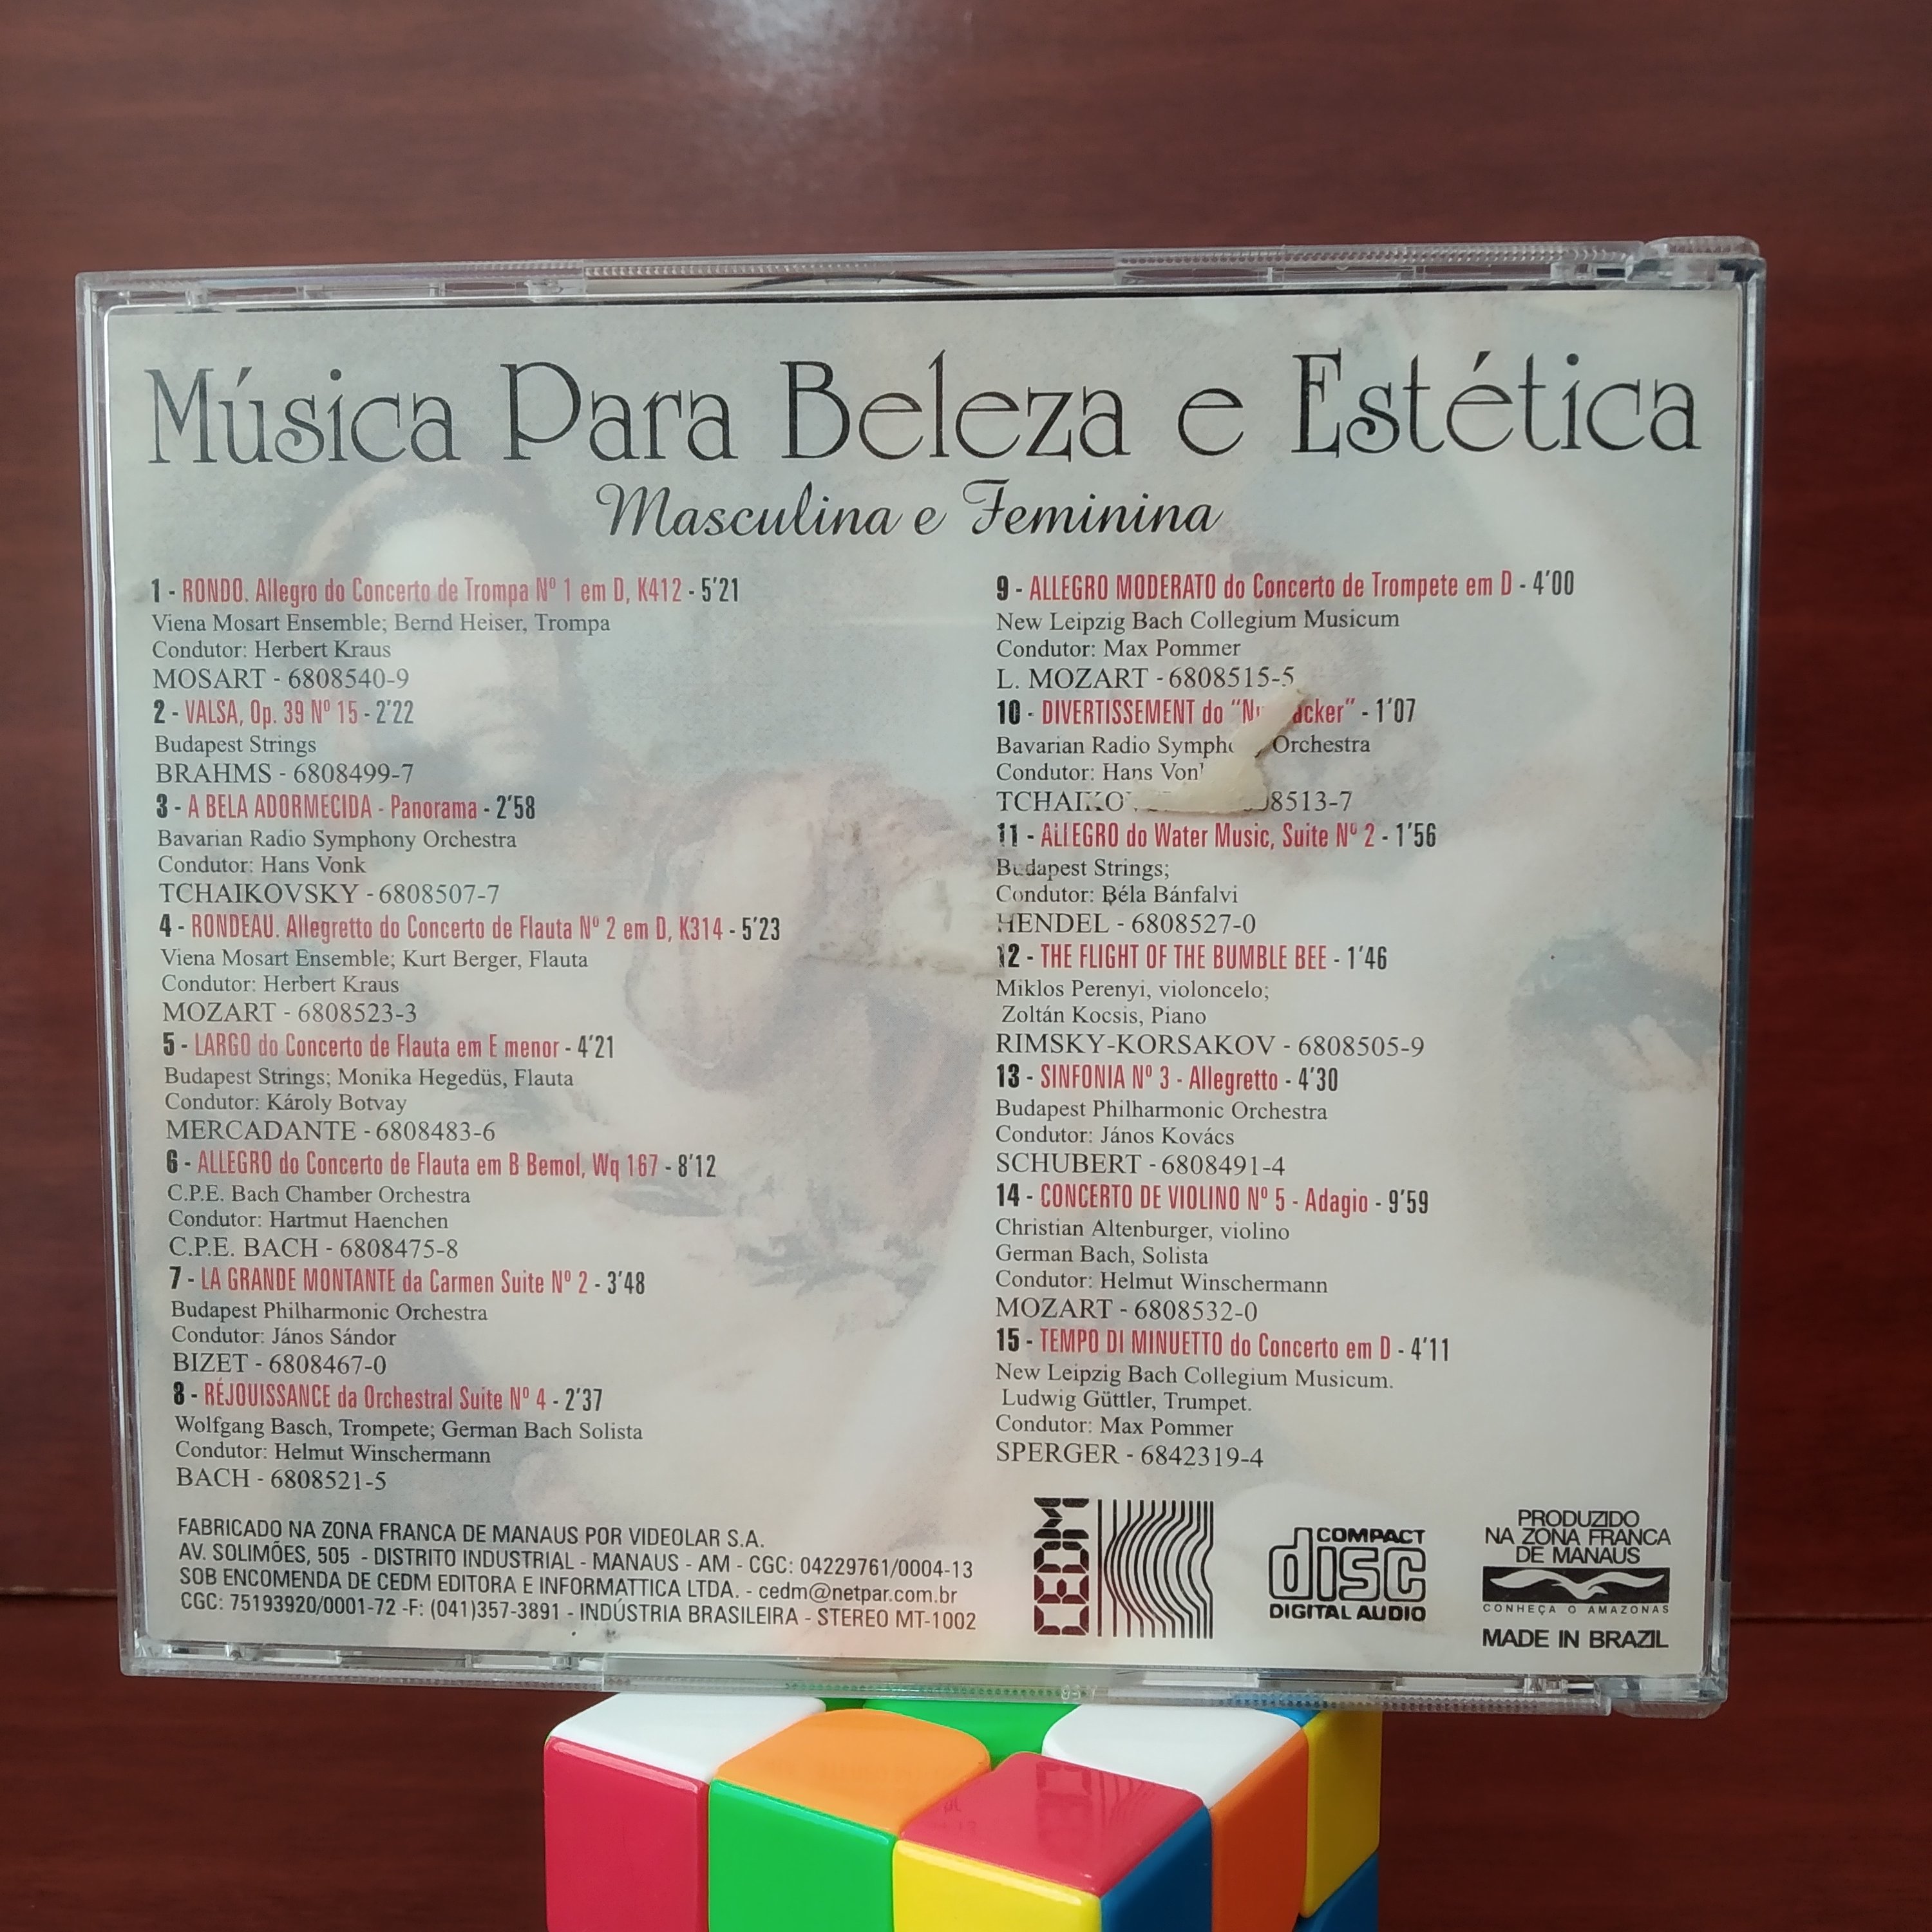 Música Para Beleza e Estética
Masculina e Feminina
1 - RONDO. Allegro do Concerto de Trompa Nº 1 em D, K412 - 5'21
Viena Mosart Ensemble; Bernd Heiser, Trompa
Condutor: Herbert Kraus
MOSART - 6808540-9
2 - VALSA, Op. 39 Nº 15 - 2'22
Budapest Strings
BRAHMS - 6808499-7
3 - A BELA ADORMECIDA - Panorama - 2'58
Bavarian Radio Symphony Orchestra
Condutor: Hans Vonk
TCHAIKOVSKY - 6808507-7
4 - RONDEAU. Allegretto do Concerto de Flauta Nº 2 em D, K314 - 5'23
Viena Mosart Ensemble; Kurt Berger, Flauta
Condutor: Herbert Kraus
MOZART - 6808523-3
5 - LARGO do Concerto de Flauta em E menor - 4'21
Budapest Strings; Monika Hegedüs, Flauta
Condutor: Károly Botvay
MERCADANTE - 6808483-6
6 - ALLEGRO do Concerto de Flauta em B Bemol, Wq 167 - 8'12
C.P.E. Bach Chamber Orchestra
Condutor: Hartmut Haenchen
C.P.E. BACH - 6808475-8
7 - LA GRANDE MONTANTE da Carmen Suite Nº 2 - 3'48
Budapest Philharmonic Orchestra
Condutor: János Sándor
BIZET - 6808467-0
8 - RÉJOUISSANCE da Orchestral Suite Nº 4 - 2'37
Wolfgang Basch, Trompete; German Bach Solista
Condutor: Helmut Winschermann
BACH - 6808521-5
9 - ALLEGRO MODERATO do Concerto de Trompete em D - 4'00
New Leipzig Bach Collegium Musicum
Condutor: Max Pommer
L. MOZART - 6808515-5
10 - DIVERTISSEMENT do - 1'07
Bavarian Radio Orchestra
Condutor: Hans
11 - ALLEGRO do Water Music, Suite Nº 2 - 1'56
Budapest Strings;
Condutor: Béla Bánfalvi
HENDEL - 6808527-0
12 - THE FLIGHT OF THE BUMBLE BEE - 1'46
Miklos Perenyi, violoncelo;
Zoltán Kocsis, Piano
RIMSKY-KORSAKOV - 6808505-9
13 - SINFONIA Nº 3 - Allegretto - 4'30
Budapest Philharmonic Orchestra
Condutor: János Kovács
SCHUBERT - 6808491-4
14 - CONCERTO DE VIOLINO Nº 5 - Adagio - 9'59
Christian Altenburger, violino
German Bach, Solista
Condutor: Helmut Winschermann
MOZART - 6808532-0
15 - TEMPO DI MINUETTO do Concerto em D - 4'11
New Leipzig Bach Collegium Musicum.
Ludwig Güttler, Trumpet.
Condutor: Max Pommer
SPERGER - 6842319-4
FABRICADO NA ZONA FRANCA DE MANAUS POR VIDEOLAR S.A.
AV. SOLIMÕES, 505 - DISTRITO INDUSTRIAL - MANAUS - AM - CGC: 04229761/0004-13
SOB ENCOMENDA DE CEDM EDITORA E INFORMATTICA LTDA. - cedm@netpar.com.br
CGC: 75193920/0001-72 -F: (041)357-3891 - INDÚSTRIA BRASILEIRA - STEREO MT-1002
CEDM
COMPACT
disc
DIGITAL AUDIO
PRODUZIDO
NA ZONA FRANCA
DE MANAUS
CONHEÇA O AMAZONAS
MADE IN BRAZIL